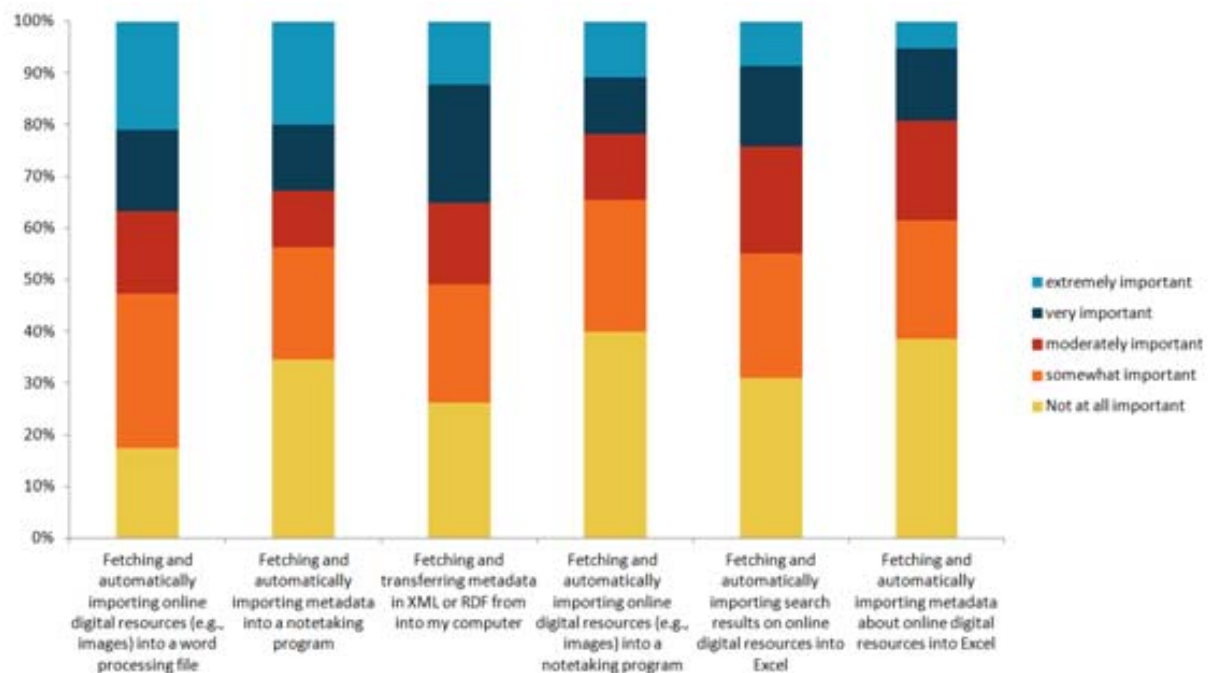 100%
90%
80%
70%
60%
50%
40%
30%
20%
10%
0%
Fetching and
automatically
importing online
digital resources (e.g.,
images) into a word
processing file
Fetching and
automatically
importing metadata
into a notetaking
program
Fetching and
transferring metadata
in XML or RDF from
into my computer
Fetching and
automatically
importing online
digital resources (e.g.,
images) into a
notetaking program
Fetching and
automatically
importing search
results on online
digital resources into
Excel
Fetching and
automatically
importing metadata
about online digital
resources into Excel
extremely important
very important
moderately important
somewhat important
Not at all important